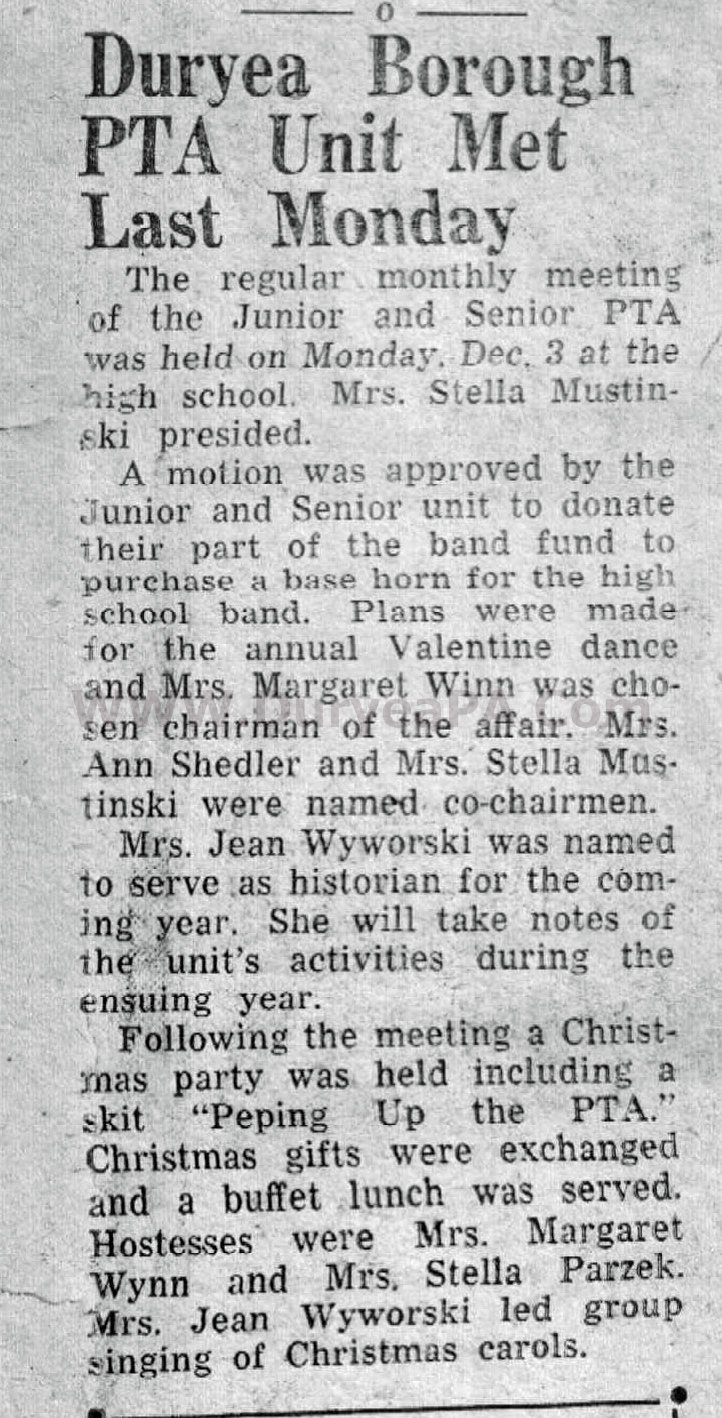 o
Duryea Borough
PTA Unit Met
Last Monday
The regular monthly meeting
of the Junior and Senior PTA
was held on Monday, Dec. 3 at the
high school. Mrs. Stella Mustin-
ski presided.
A motion was approved by the
Junior and Senior unit to donate
their part of the band fund to
purchase a base horn for the high
school band. Plans were made
for the annual Valentine dance
and Mrs. Margaret Winn was cho-
www.DuryeaPA.com
sen chairman of the affair. Mrs.
Ann Shedler and Mrs. Stella Mus-
tinski were named co-chairmen.
Mrs. Jean Wyworski was named
to serve as historian for the com-
ing year. She will take notes of
the unit's activities during the
ensuing year.
Following the meeting a Christ-
mas party was held including a
skit "Peping Up the PTA."
Christmas gifts were exchanged
and a buffet lunch was served.
Hostesses were Mrs. Margaret
Wynn and Mrs. Stella Parzek.
Mrs. Jean Wyworski led group
singing of Christmas carols.